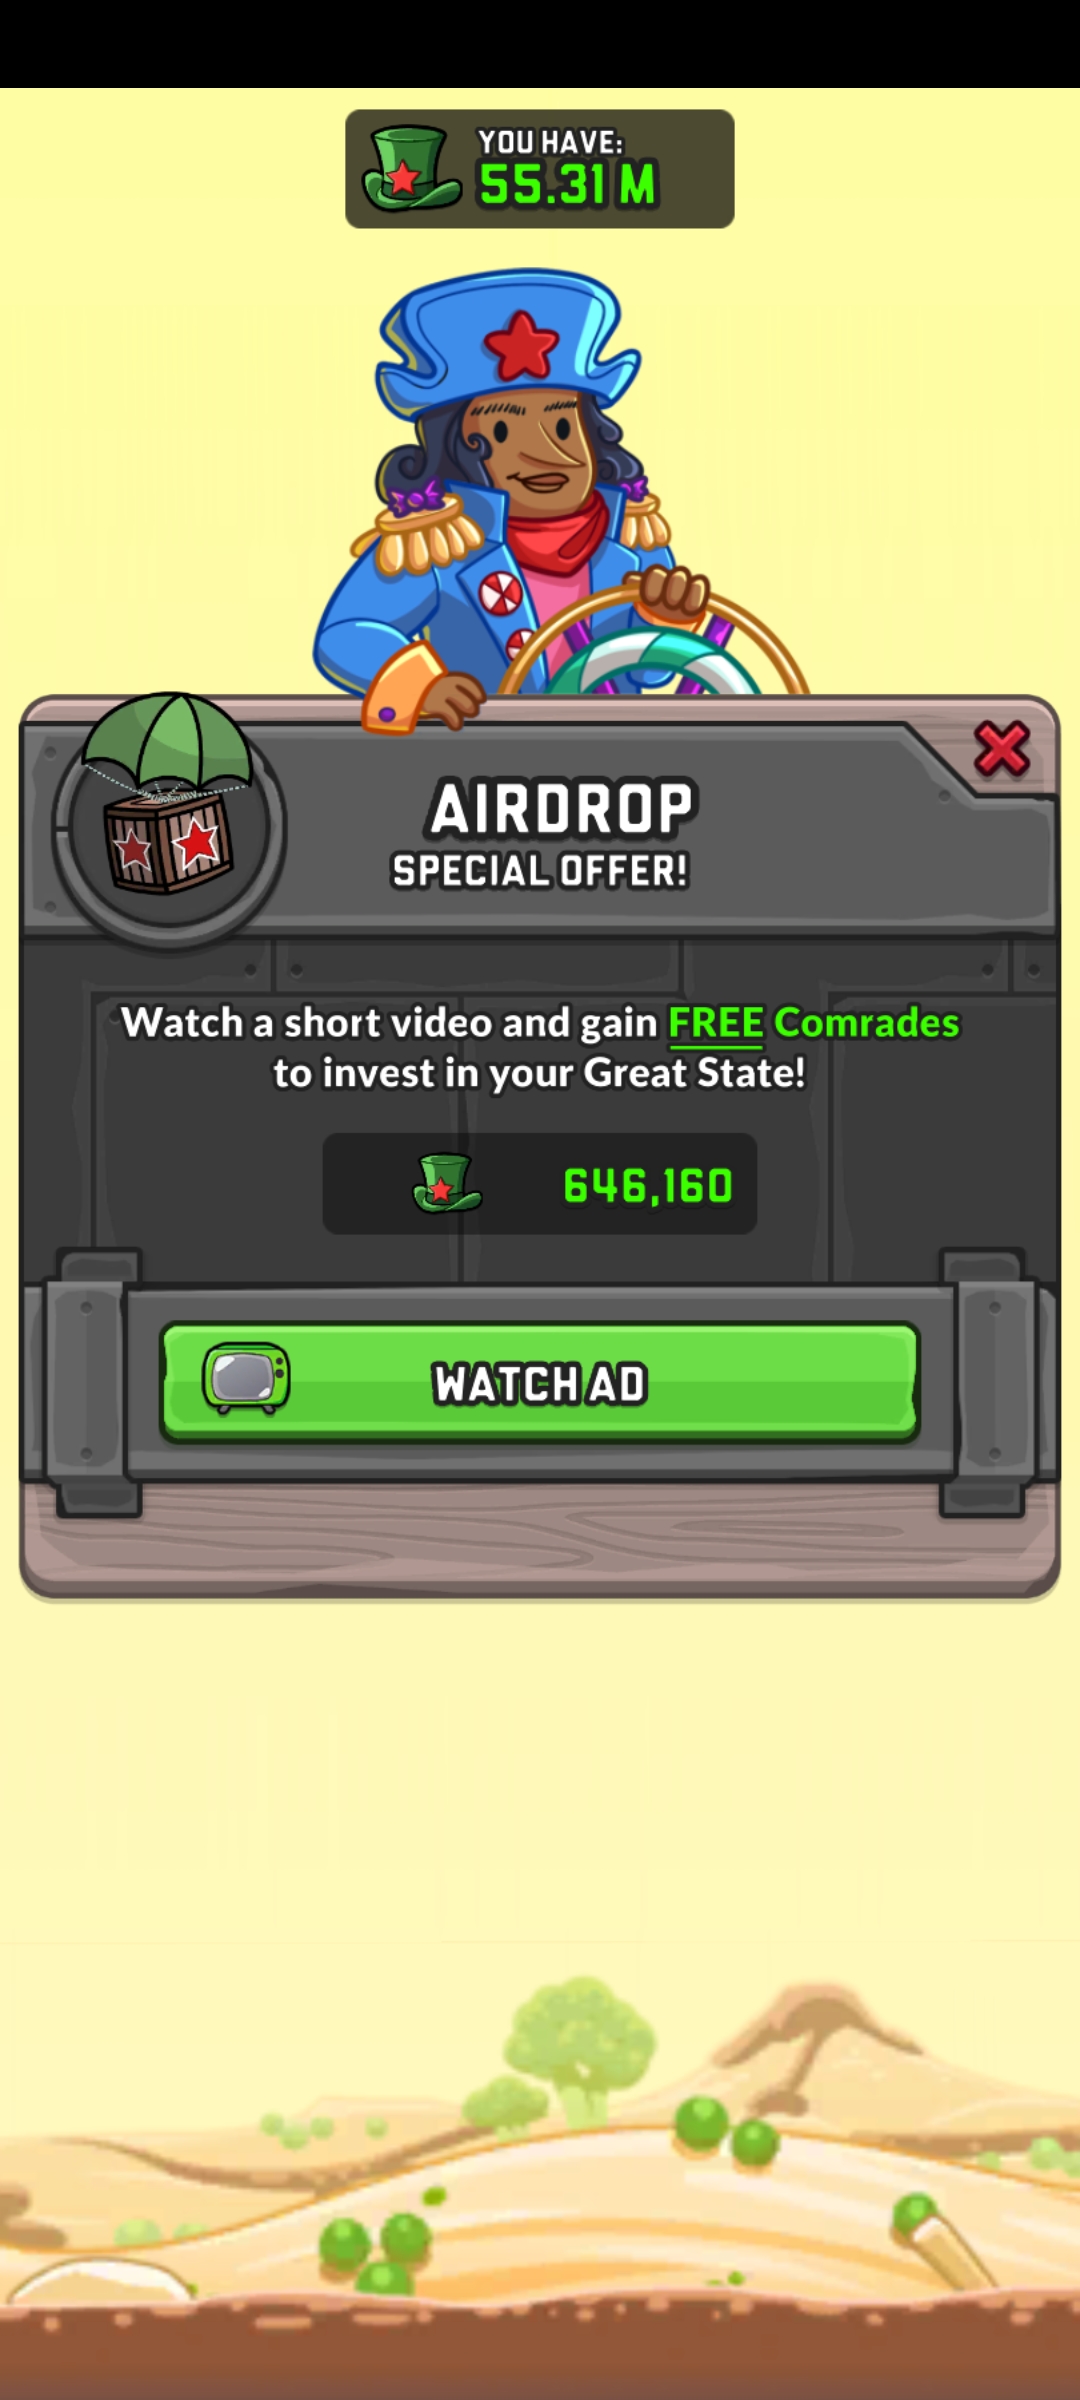 YOU HAVE:
55.31 M
AIRDROP
SPECIAL OFFER!
Watch a short video and gain FREE Comrades
to invest in your Great State!
646,160
WATCH AD